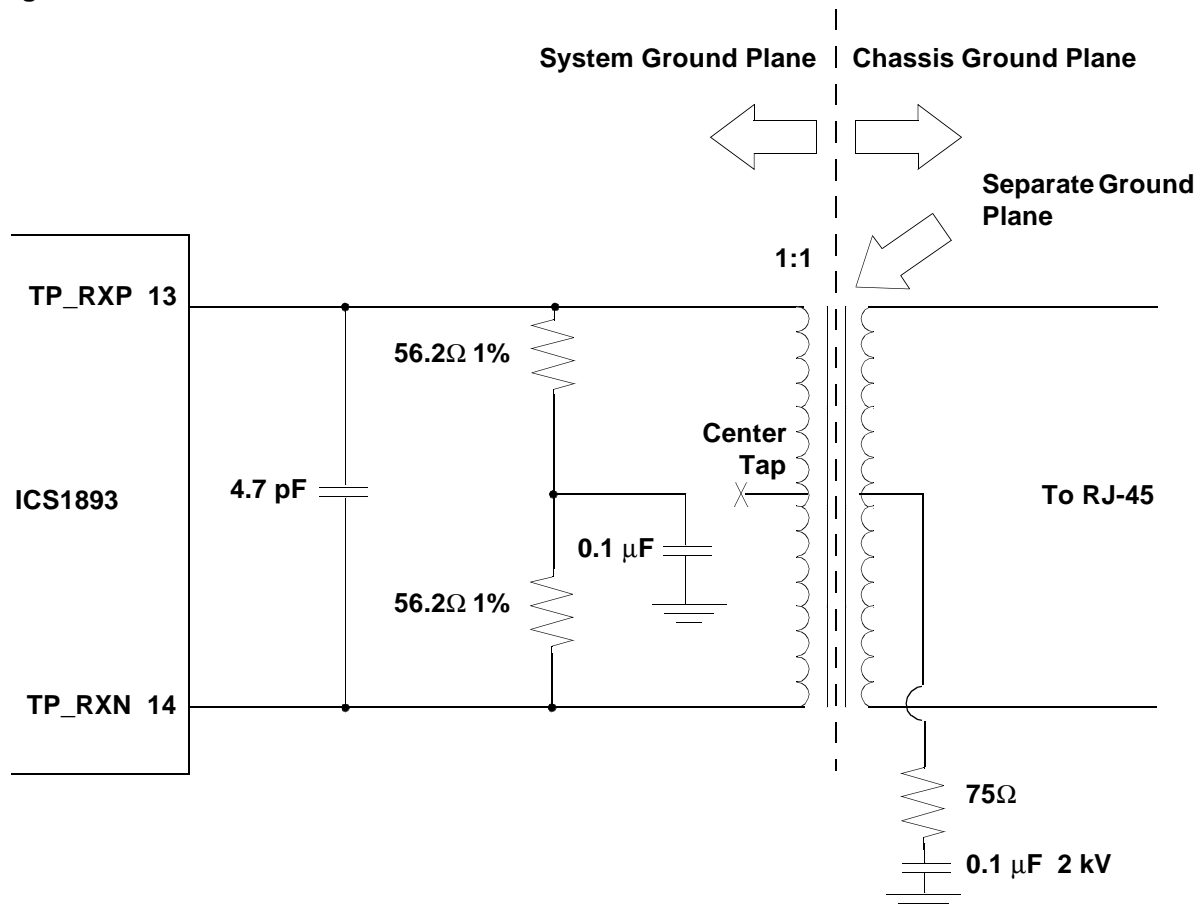 System Ground Plane
Chassis Ground Plane
Separate Ground
Plane
1:1
TP_RXP 13
56.2Ω 1%
Center
Tap
4.7 pF
ICS1893
To RJ-45
0.1 μF
56.2Ω 1%
TP_RXN 14
75Ω
0.1 μF 2 kV